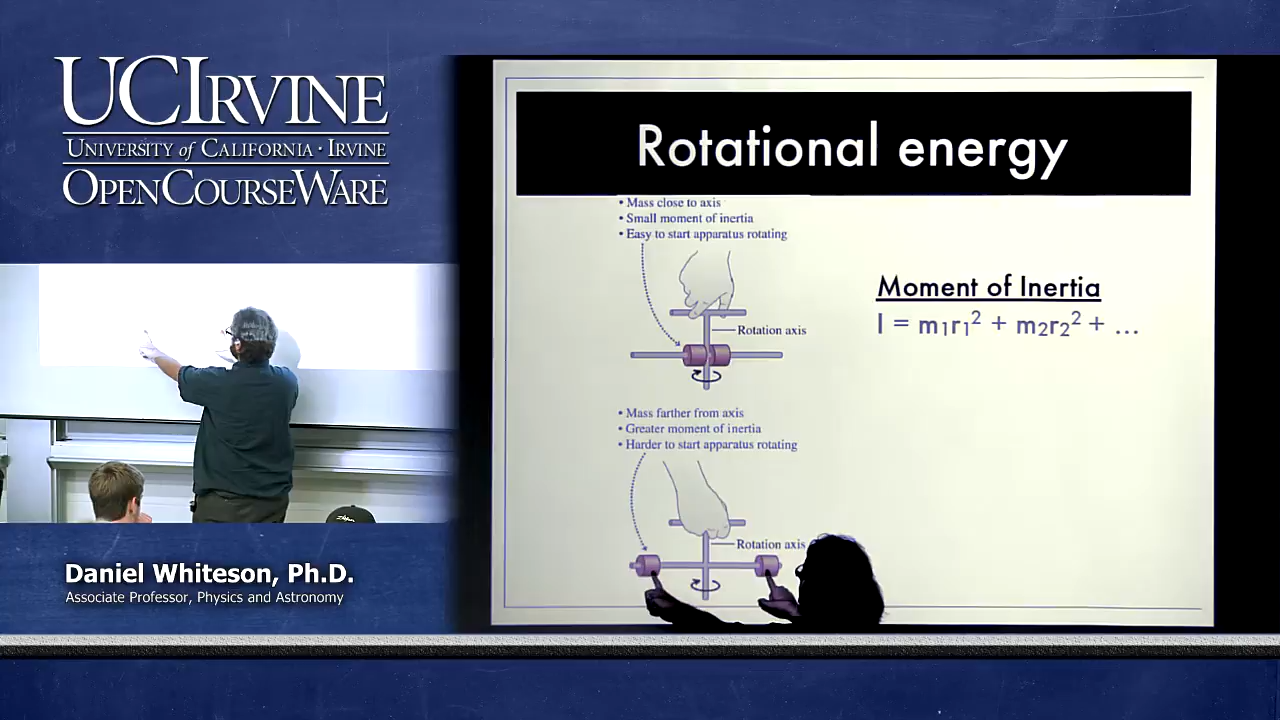 UCIRVINE
UNIVERSITY of CALIFORNIA · IRVINE
OPENCOURSEWARE
Daniel Whiteson, Ph.D.
Associate Professor, Physics and Astronomy
Rotational energy
• Mass close to axis
• Small moment of inertia
• Easy to start apparatus rotating
Rotation axis
Moment of Inertia
I = m₁r₁² + m₂r₂² + ...
• Mass farther from axis
• Greater moment of inertia
• Harder to start apparatus rotating
Rotation axis